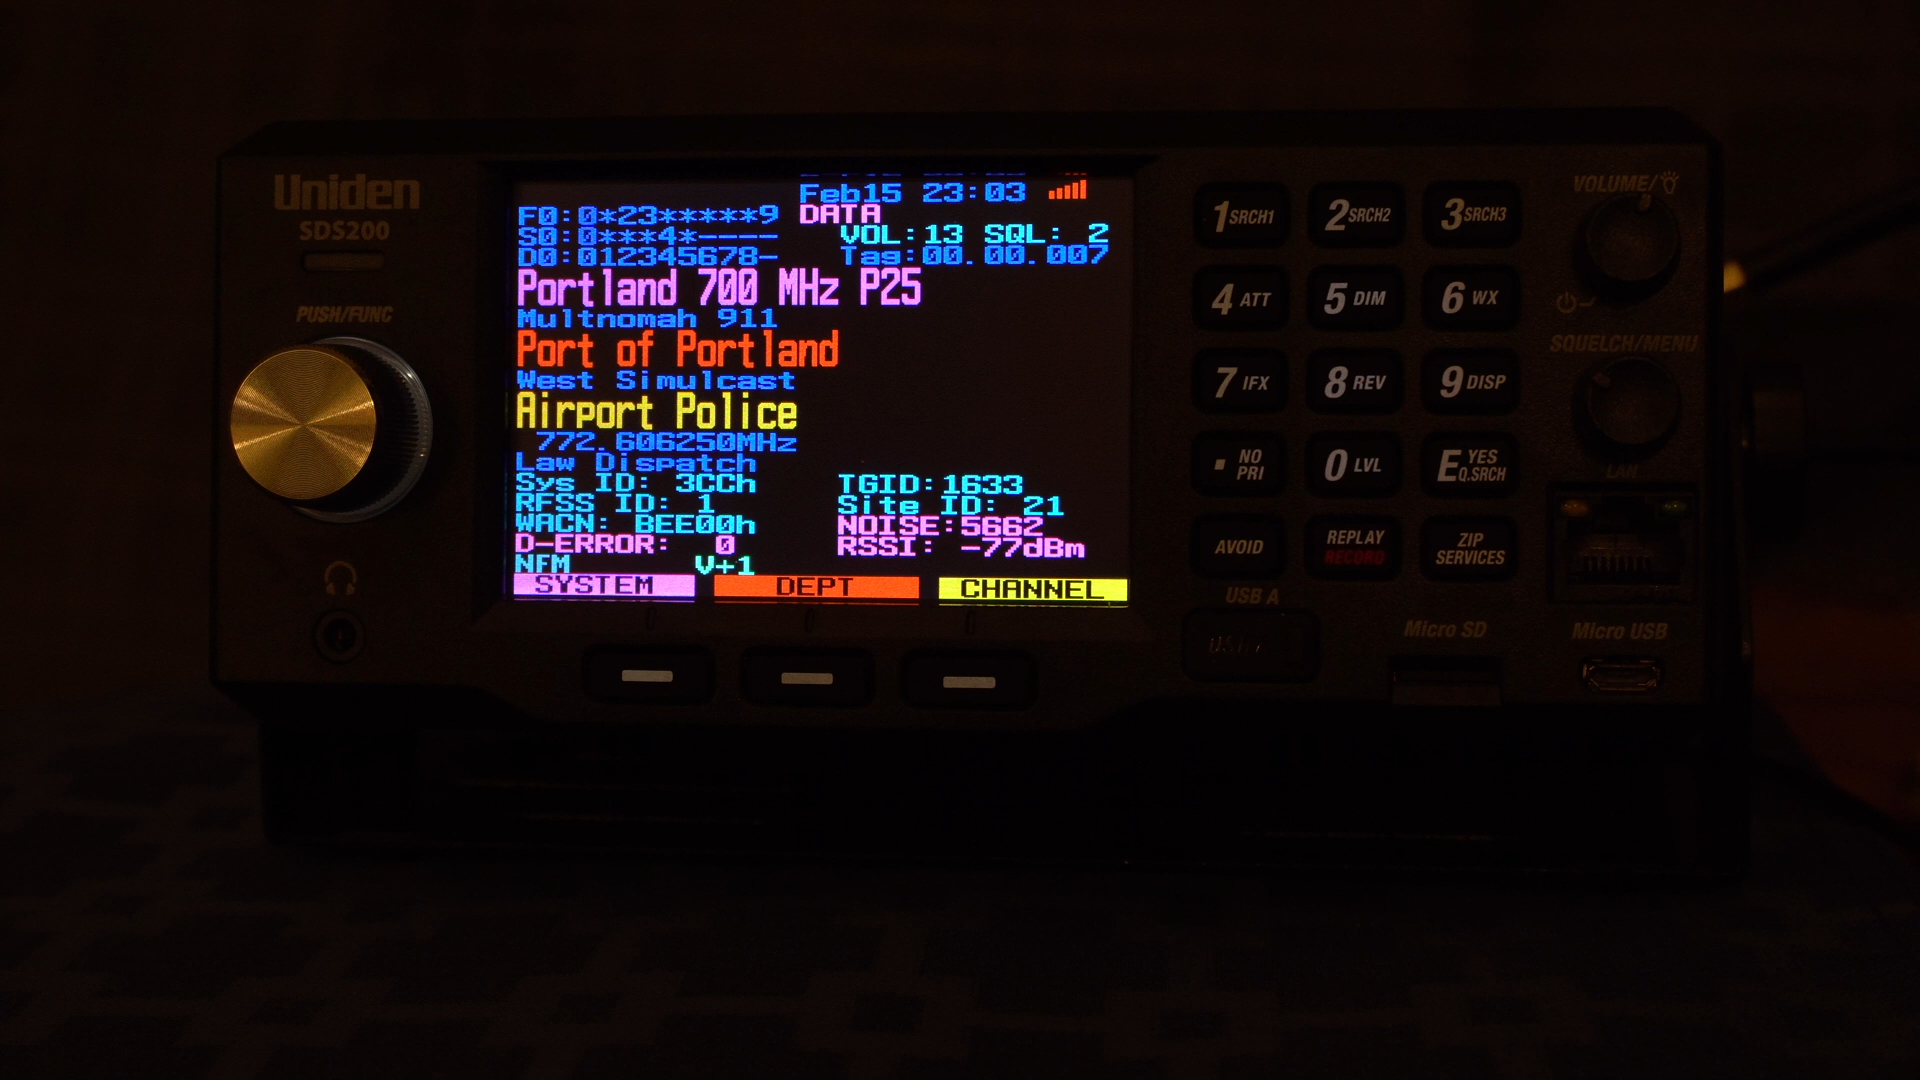 Uniden
SDS200
PUSH/FUNC
Feb15 23:03
F0:0*23*****9 DATA
S0:0***4*---- VOL:13 SQL: 2
D0:012345678- Tag:00.00.007
Portland 700 MHz P25
Multnomah 911
Port of Portland
West Simulcast
Airport Police
772.606250MHz
Law Dispatch
Sys ID: 3CCh TGID:1633
RFSS ID: 1 Site ID: 21
WACN: BEE00h NOISE:5662
D-ERROR: 0 RSSI: -77dBm
NFM V+1
SYSTEM DEPT CHANNEL
1 SRCH1 2 SRCH2 3 SRCH3
4 ATT 5 DIM 6 WX
7 IFX 8 REV 9 DISP
. NO PRI 0 LVL E YES Q.SRCH
AVOID REPLAY RECORD ZIP SERVICES
VOLUME/
SQUELCH/MENU
LAN
USB A
Micro SD
Micro USB